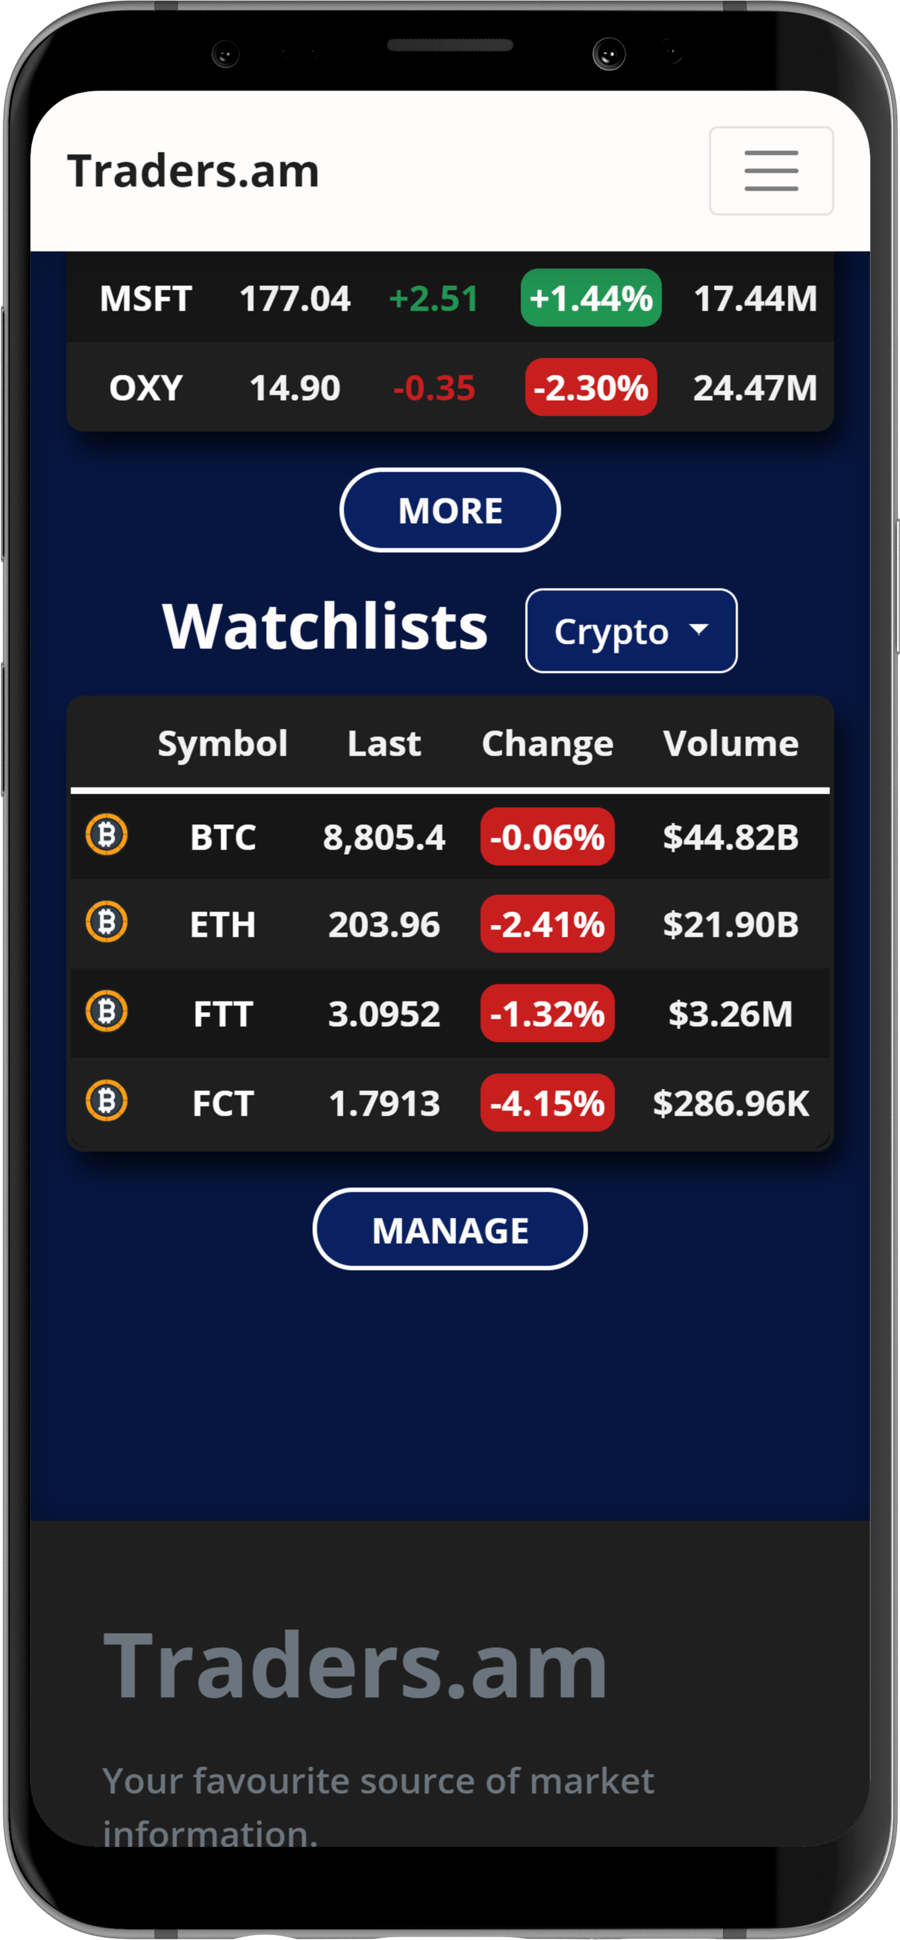 Traders.am
MSFT 177.04 +2.51 +1.44% 17.44M
OXY 14.90 -0.35 -2.30% 24.47M
MORE
Watchlists Crypto
Symbol Last Change Volume
BTC 8,805.4 -0.06% $44.82B
ETH 203.96 -2.41% $21.90B
FTT 3.0952 -1.32% $3.26M
FCT 1.7913 -4.15% $286.96K
MANAGE
Traders.am
Your favourite source of market
information.